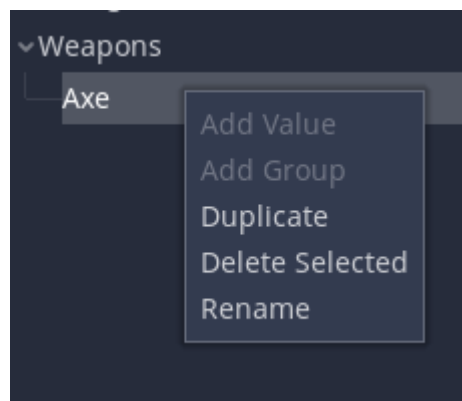 Weapons
Axe
Add Value
Add Group
Duplicate
Delete Selected
Rename